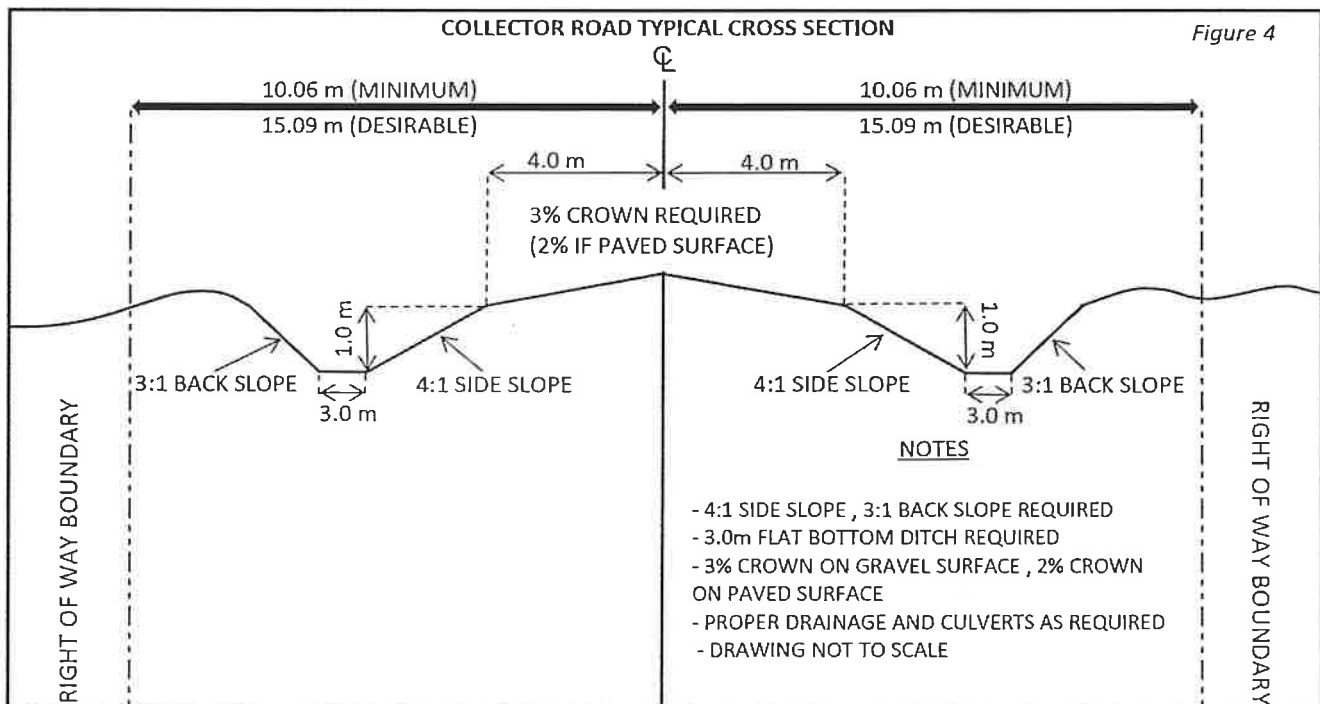 COLLECTOR ROAD TYPICAL CROSS SECTION
Figure 4
CL
10.06 m (MINIMUM)
15.09 m (DESIRABLE)
10.06 m (MINIMUM)
15.09 m (DESIRABLE)
4.0 m
4.0 m
3% CROWN REQUIRED
(2% IF PAVED SURFACE)
1.0 m
1.0 m
3:1 BACK SLOPE
4:1 SIDE SLOPE
4:1 SIDE SLOPE
3:1 BACK SLOPE
3.0 m
3.0 m
RIGHT OF WAY BOUNDARY
RIGHT OF WAY BOUNDARY
NOTES
- 4:1 SIDE SLOPE , 3:1 BACK SLOPE REQUIRED
- 3.0m FLAT BOTTOM DITCH REQUIRED
- 3% CROWN ON GRAVEL SURFACE , 2% CROWN
ON PAVED SURFACE
- PROPER DRAINAGE AND CULVERTS AS REQUIRED
- DRAWING NOT TO SCALE